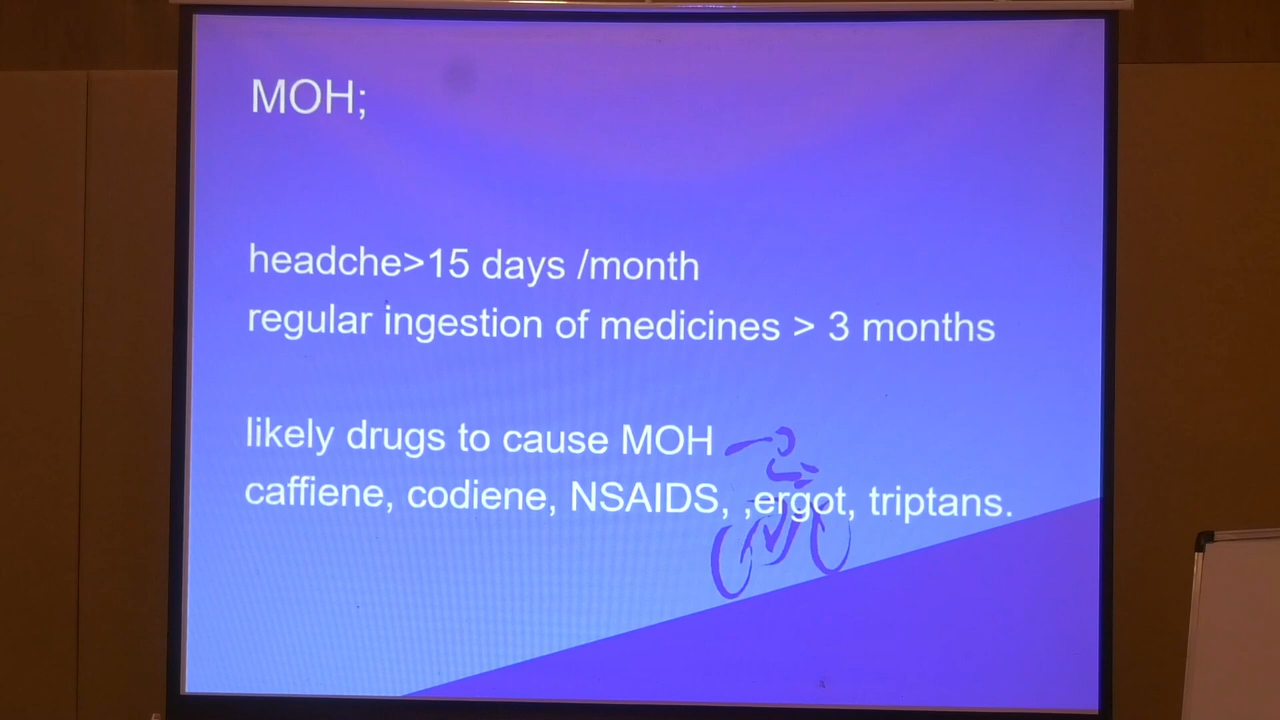 MOH;
headche>15 days /month
regular ingestion of medicines > 3 months
likely drugs to cause MOH
caffiene, codiene, NSAIDS, ,ergot, triptans.